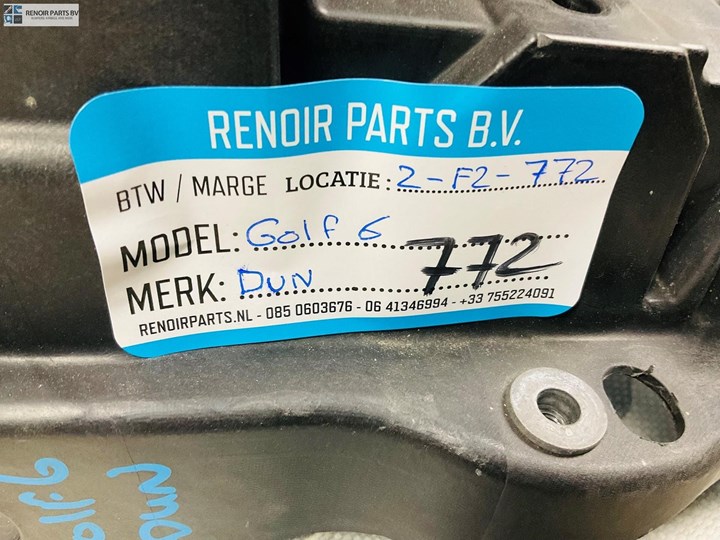 RENOIR PARTS BV
RENOIR PARTS B.V.
BTW / MARGE LOCATIE: 2-F2-772
MODEL: Golf 6
772
MERK: DUN
RENOIRPARTS.NL - 085 0603676 - 06 41346994 - +33 755224091